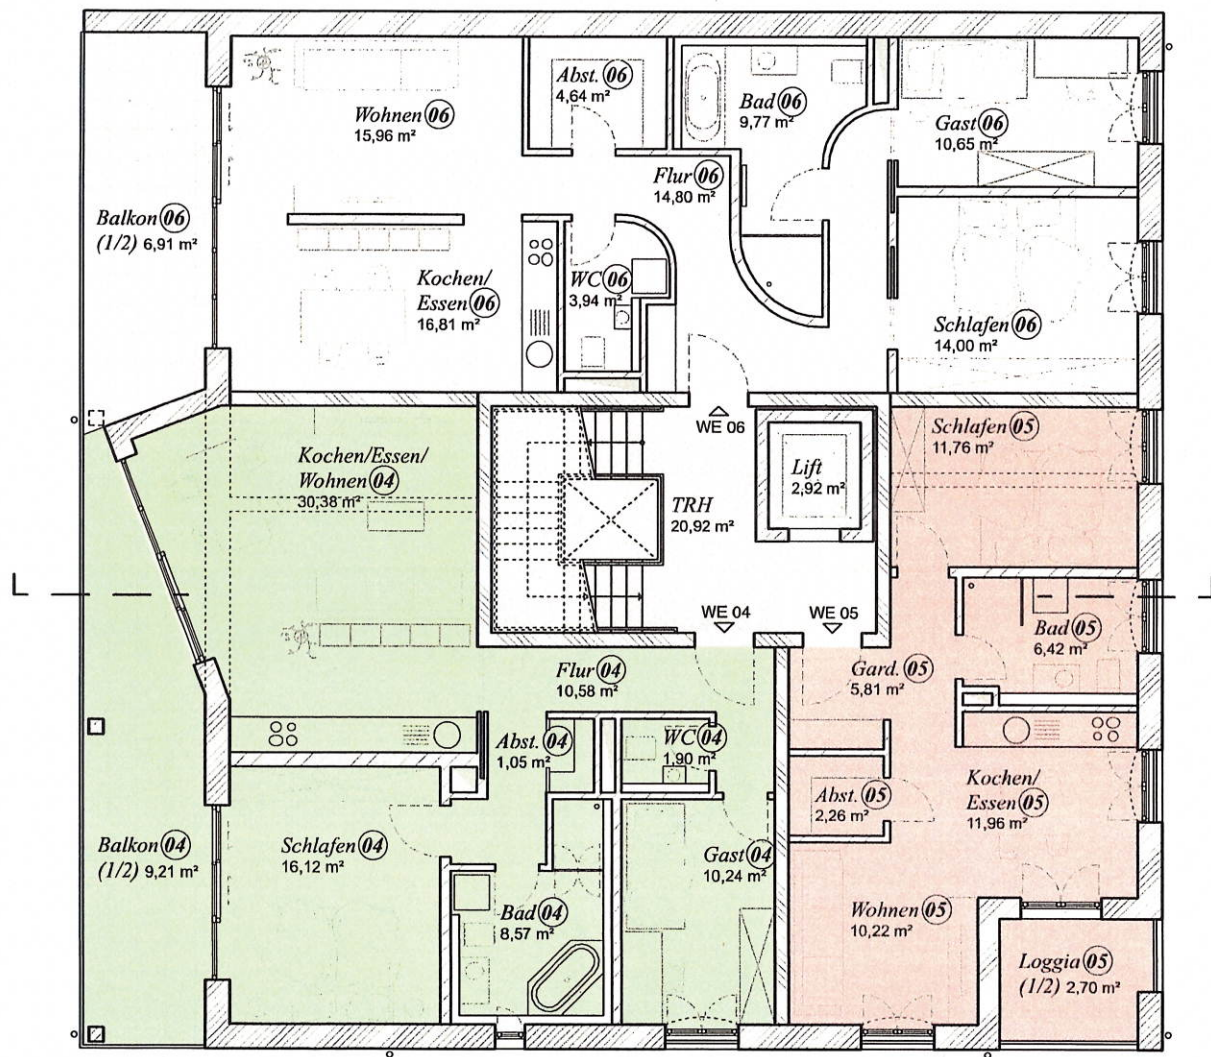 Abst. 06
4,64 m²
Wohnen 06
15,96 m²
Bad 06
9,77 m²
Gast 06
10,65 m²
Flur 06
14,80 m²
Balkon 06
(1/2) 6,91 m²
Kochen/
Essen 06
16,81 m²
WC 06
3,94 m²
Schlafen 06
14,00 m²
WE 06
Schlafen 05
11,76 m²
Kochen/Essen/
Wohnen 04
30,38 m²
Lift
2,92 m²
TRH
20,92 m²
L
L
WE 04
WE 05
Bad 05
6,42 m²
Flur 04
10,58 m²
Gard. 05
5,81 m²
Abst. 04
1,05 m²
WC 04
1,90 m²
Kochen/
Essen 05
11,96 m²
Abst. 05
2,26 m²
Balkon 04
(1/2) 9,21 m²
Schlafen 04
16,12 m²
Gast 04
10,24 m²
Bad 04
8,57 m²
Wohnen 05
10,22 m²
Loggia 05
(1/2) 2,70 m²